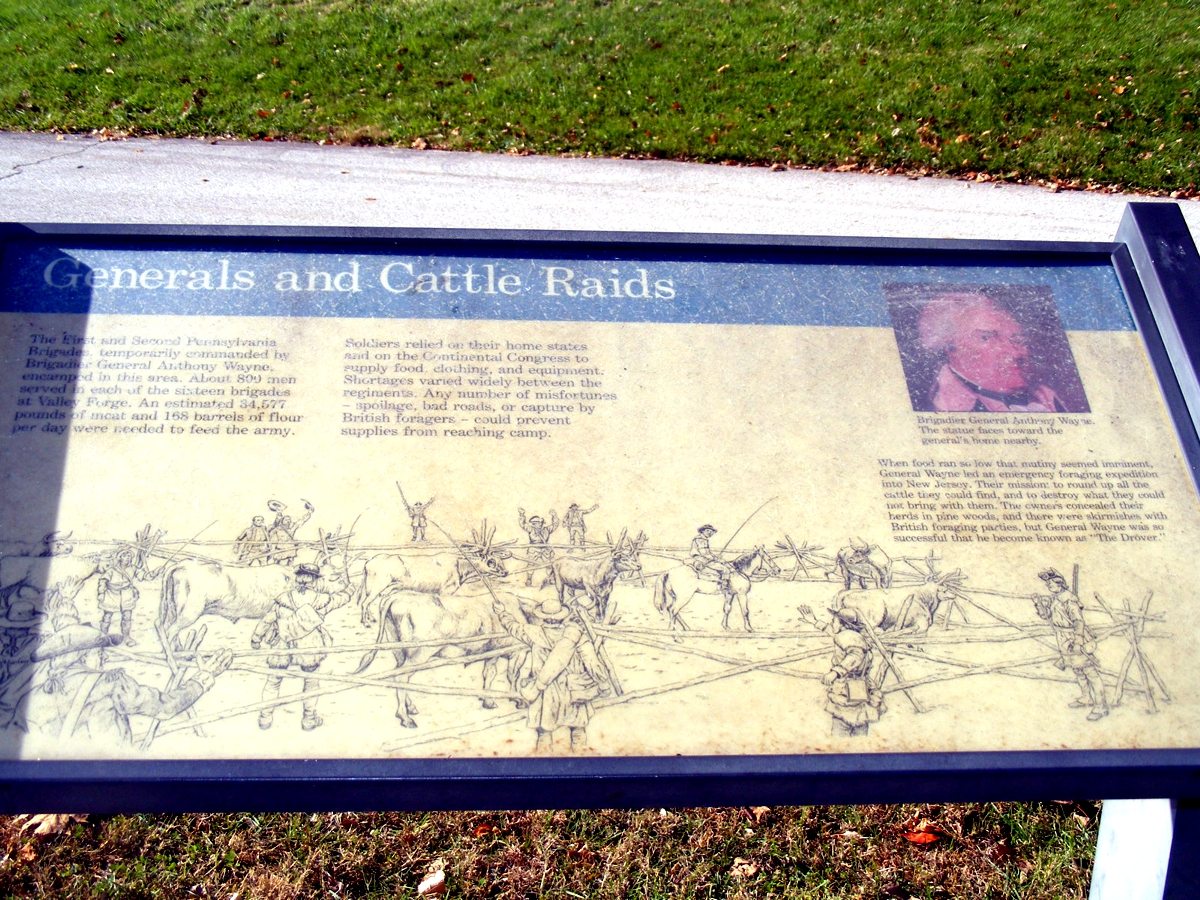 Generals and Cattle Raids
The First and Second Pennsylvania
Brigades, temporarily commanded by
Brigadier General Anthony Wayne,
encamped in this area. About 800 men
served in each of the sixteen brigades
at Valley Forge. An estimated 34,577
pounds of meat and 168 barrels of flour
per day were needed to feed the army.
Soldiers relied on their home states
and on the Continental Congress to
supply food, clothing, and equipment.
Shortages varied widely between the
regiments. Any number of misfortunes
– spoilage, bad roads, or capture by
British foragers – could prevent
supplies from reaching camp.
Brigadier General Anthony Wayne.
The statue faces toward the
general's home nearby.
When food ran so low that mutiny seemed imminent,
General Wayne led an emergency foraging expedition
into New Jersey. Their mission: to round up all the
cattle they could find, and to destroy what they could
not bring with them. The owners concealed their
herds in pine woods, and there were skirmishes with
British foraging parties, but General Wayne was so
successful that he become known as "The Drover."